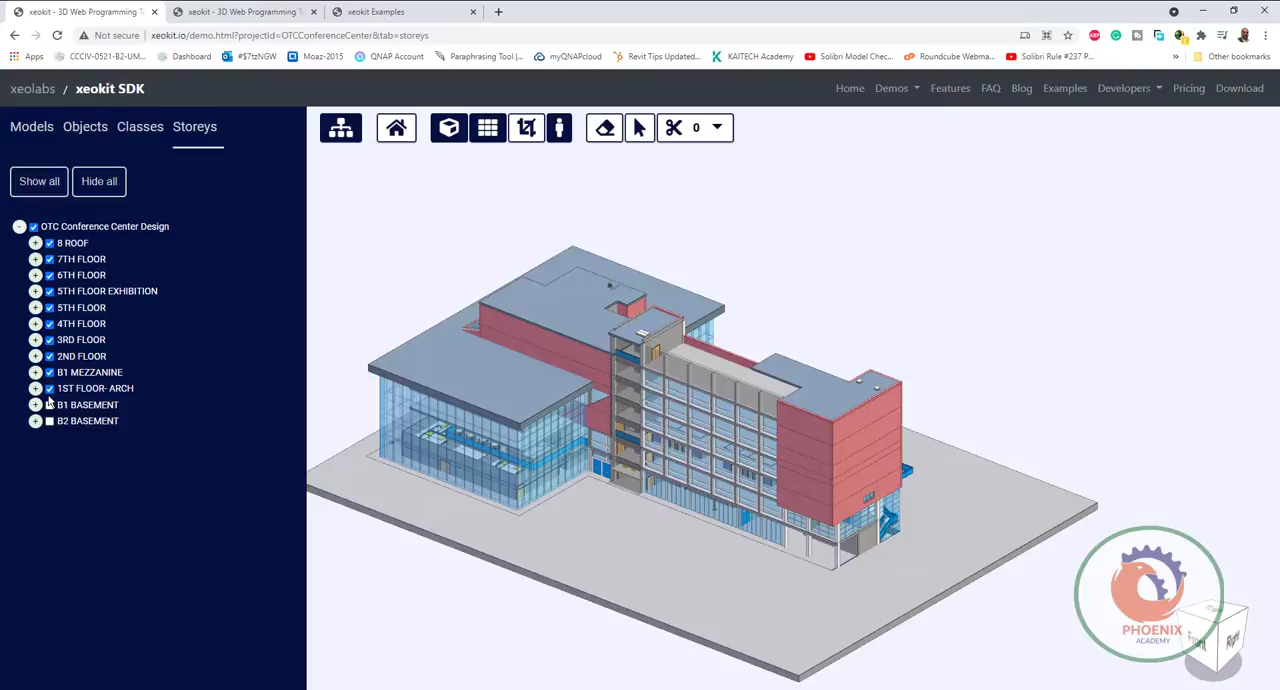 xeokit - 3D Web Programming T
xeokit - 3D Web Programming T
xeokit Examples
Not secure
xeokit.io/demo.html?projectId=OTCConferenceCenter&tab=storeys
Apps
CCCIV-0521-B2-UM...
Dashboard
#$7tzNGW
Moaz-2015
QNAP Account
Paraphrasing Tool |...
myQNAPcloud
Revit Tips Updated...
KAITECH Academy
Solibri Model Chec...
Roundcube Webma...
Solibri Rule #237 P...
»
Other bookmarks
xeolabs / xeokit SDK
Home
Demos
Features
FAQ
Blog
Examples
Developers
Pricing
Download
Models
Objects
Classes
Storeys
0
Show all
Hide all
- OTC Conference Center Design
+ 8 ROOF
+ 7TH FLOOR
+ 6TH FLOOR
+ 5TH FLOOR EXHIBITION
+ 5TH FLOOR
+ 4TH FLOOR
+ 3RD FLOOR
+ 2ND FLOOR
+ B1 MEZZANINE
+ 1ST FLOOR- ARCH
+ B1 BASEMENT
+ B2 BASEMENT
PHOENIX
ACADEMY
Front
Right